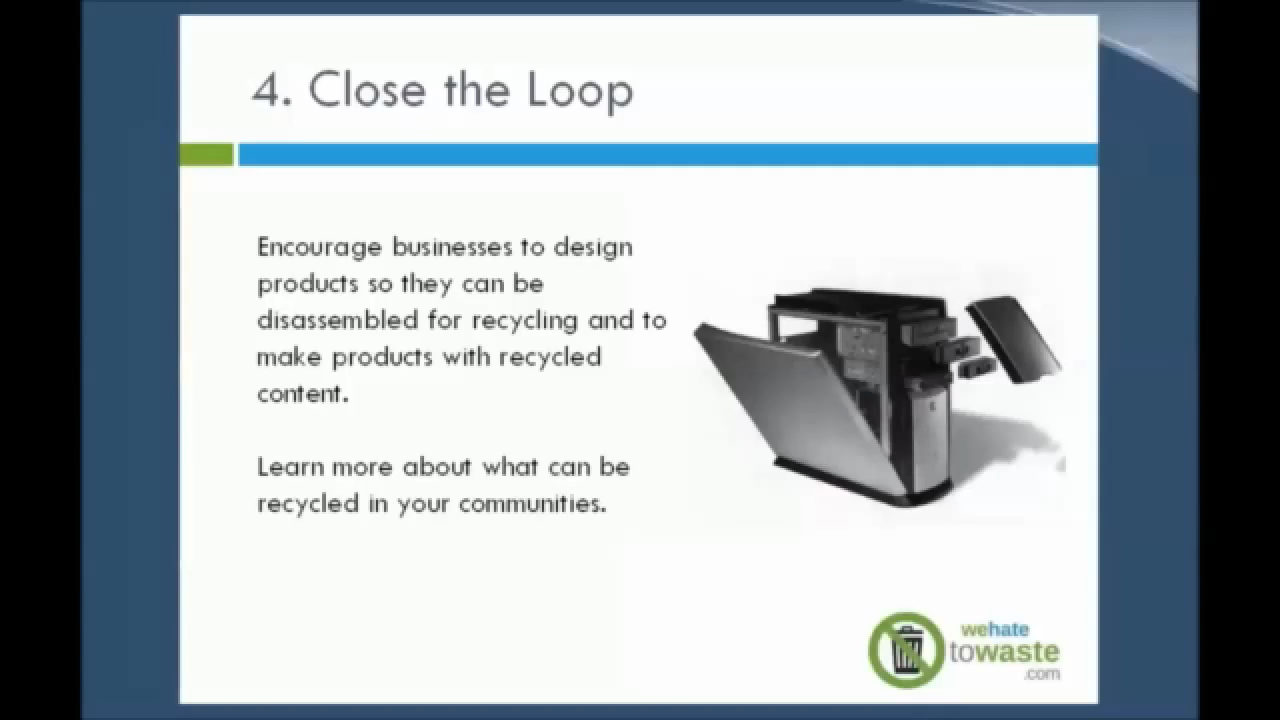 4. Close the Loop
Encourage businesses to design
products so they can be
disassembled for recycling and to
make products with recycled
content.
Learn more about what can be
recycled in your communities.
wehate
towaste
.com